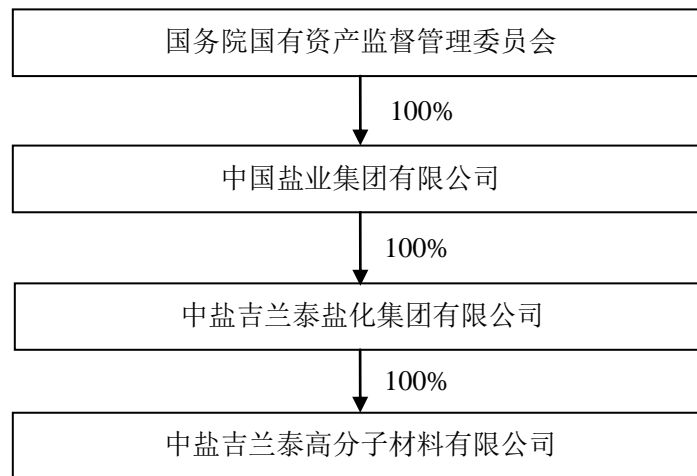 国务院国有资产监督管理委员会
100%
中国盐业集团有限公司
100%
中盐吉兰泰盐化集团有限公司
100%
中盐吉兰泰高分子材料有限公司